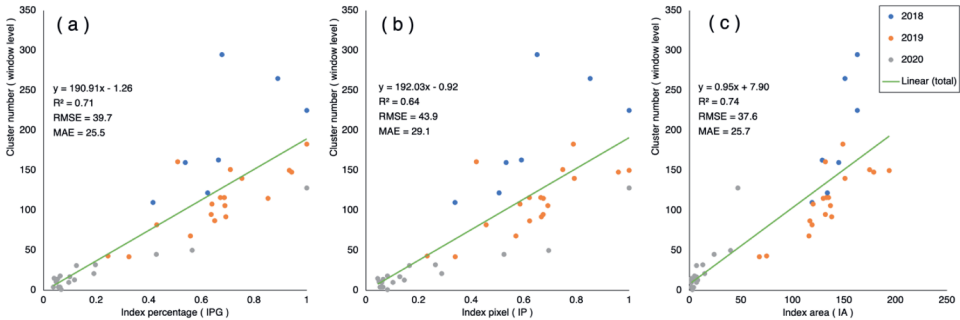 ( a )
Cluster number ( window level )
350
300
250
200
150
100
50
0
y = 190.91x - 1.26
R² = 0.71
RMSE = 39.7
MAE = 25.5
0 0.2 0.4 0.6 0.8 1
Index percentage ( IPG )
( b )
Cluster number ( window level )
350
300
250
200
150
100
50
0
y = 192.03x - 0.92
R² = 0.64
RMSE = 43.9
MAE = 29.1
0 0.2 0.4 0.6 0.8 1
Index pixel ( IP )
( c )
Cluster number ( window level )
350
300
250
200
150
100
50
0
y = 0.95x + 7.90
R² = 0.74
RMSE = 37.6
MAE = 25.7
0 50 100 150 200 250
Index area ( IA )
2018
2019
2020
Linear (total)